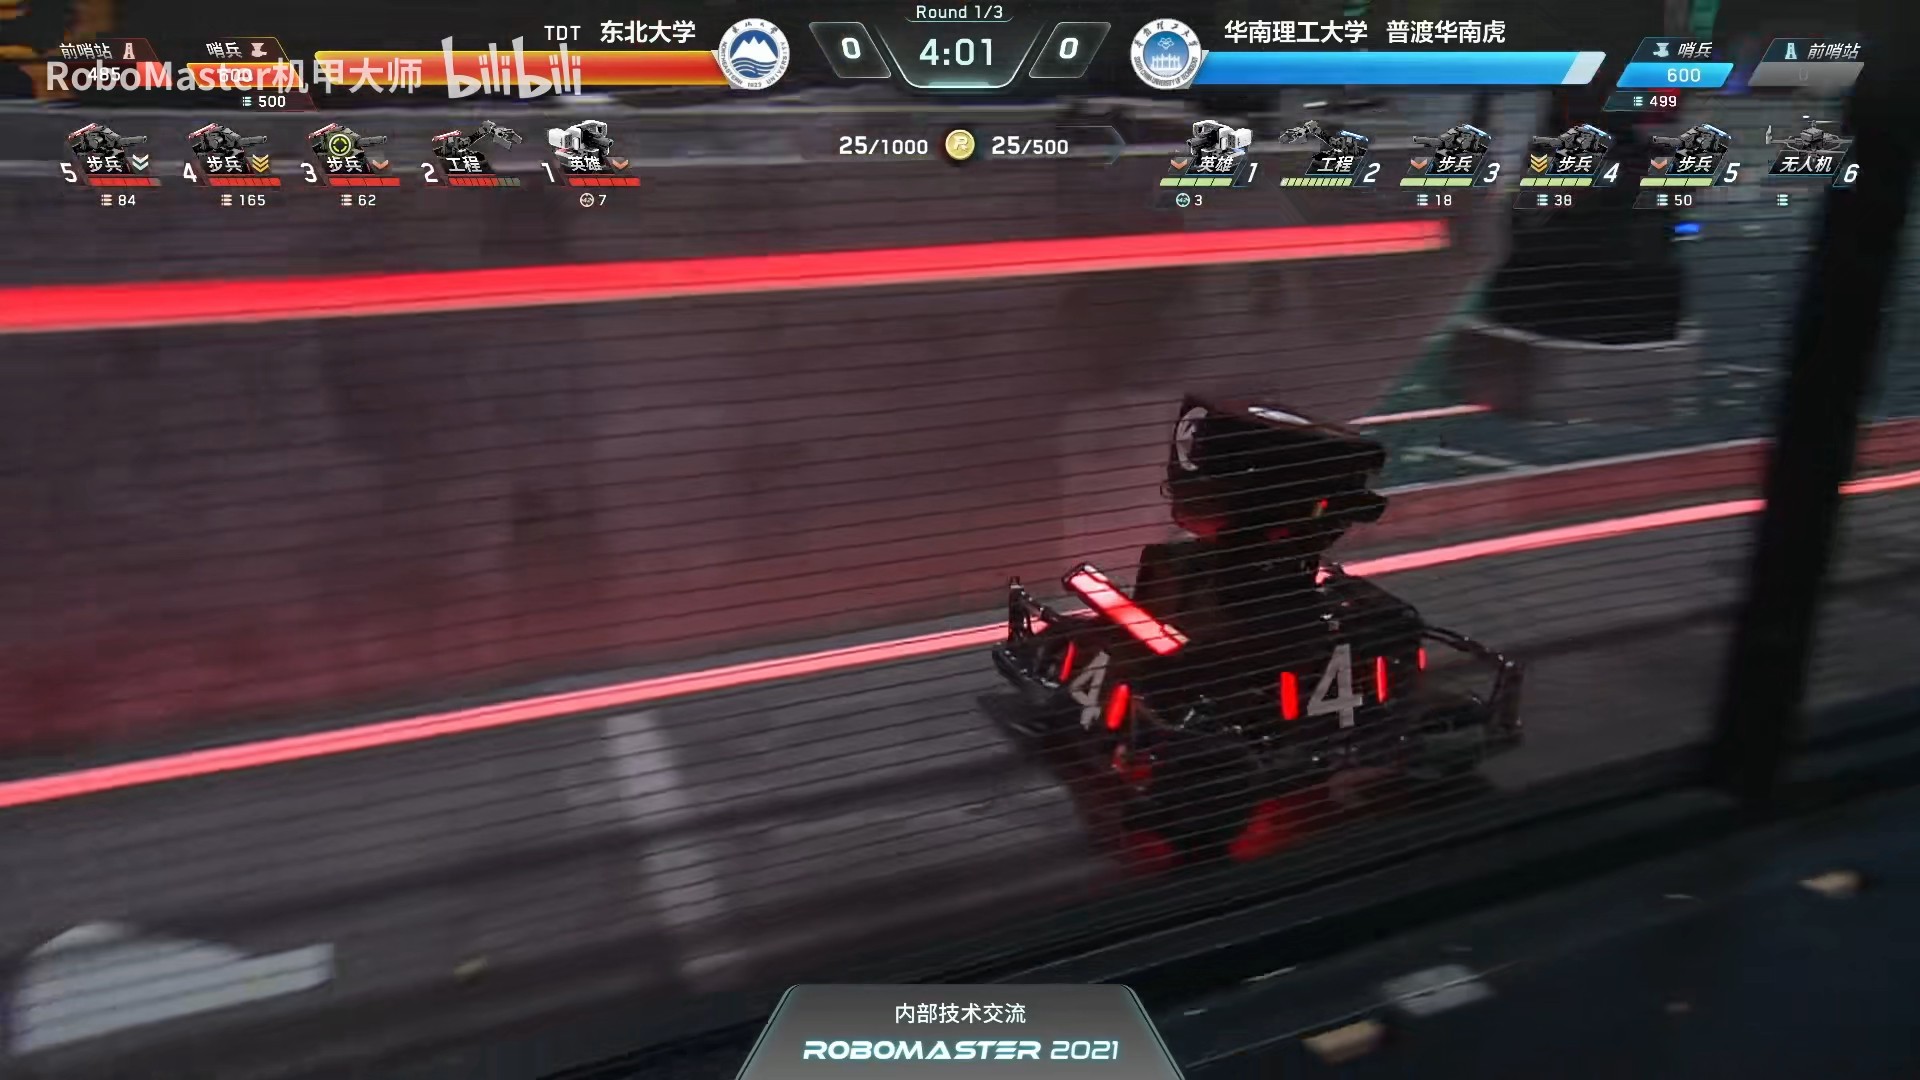 Round 1/3
TDT 东北大学
0
4:01
0
华南理工大学 普渡华南虎
前哨站
哨兵
哨兵
前哨站
485
600
600
0
RoboMaster机甲大师 bilibili
500
499
5 步兵
4 步兵
3 步兵
2 工程
1 英雄
25/1000
25/500
英雄 1
工程 2
步兵 3
步兵 4
步兵 5
无人机 6
84
165
62
7
3
18
38
50
4
4
内部技术交流
ROBOMASTER 2021